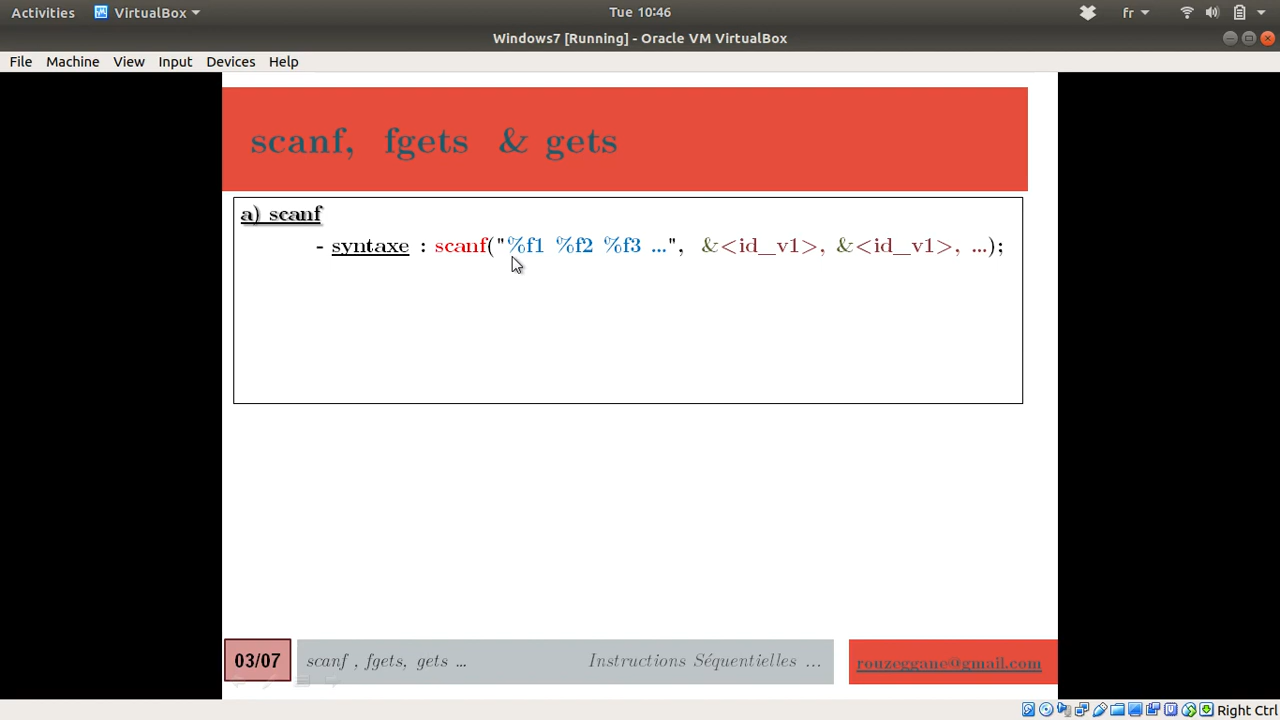 Activities VirtualBox Tue 10:46 fr
Windows7 [Running] - Oracle VM VirtualBox
File Machine View Input Devices Help
scanf, fgets & gets
a) scanf
- syntaxe : scanf("%f1 %f2 %f3 ...", &<id_v1>, &<id_v1>, ...);
03/07 scanf , fgets, gets ... Instructions Séquentielles ... rouzeggane@gmail.com
Right Ctrl